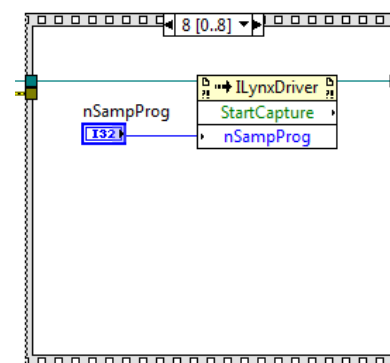 8 [0..8]
ILynxDriver
nSampProg
StartCapture
I32
nSampProg